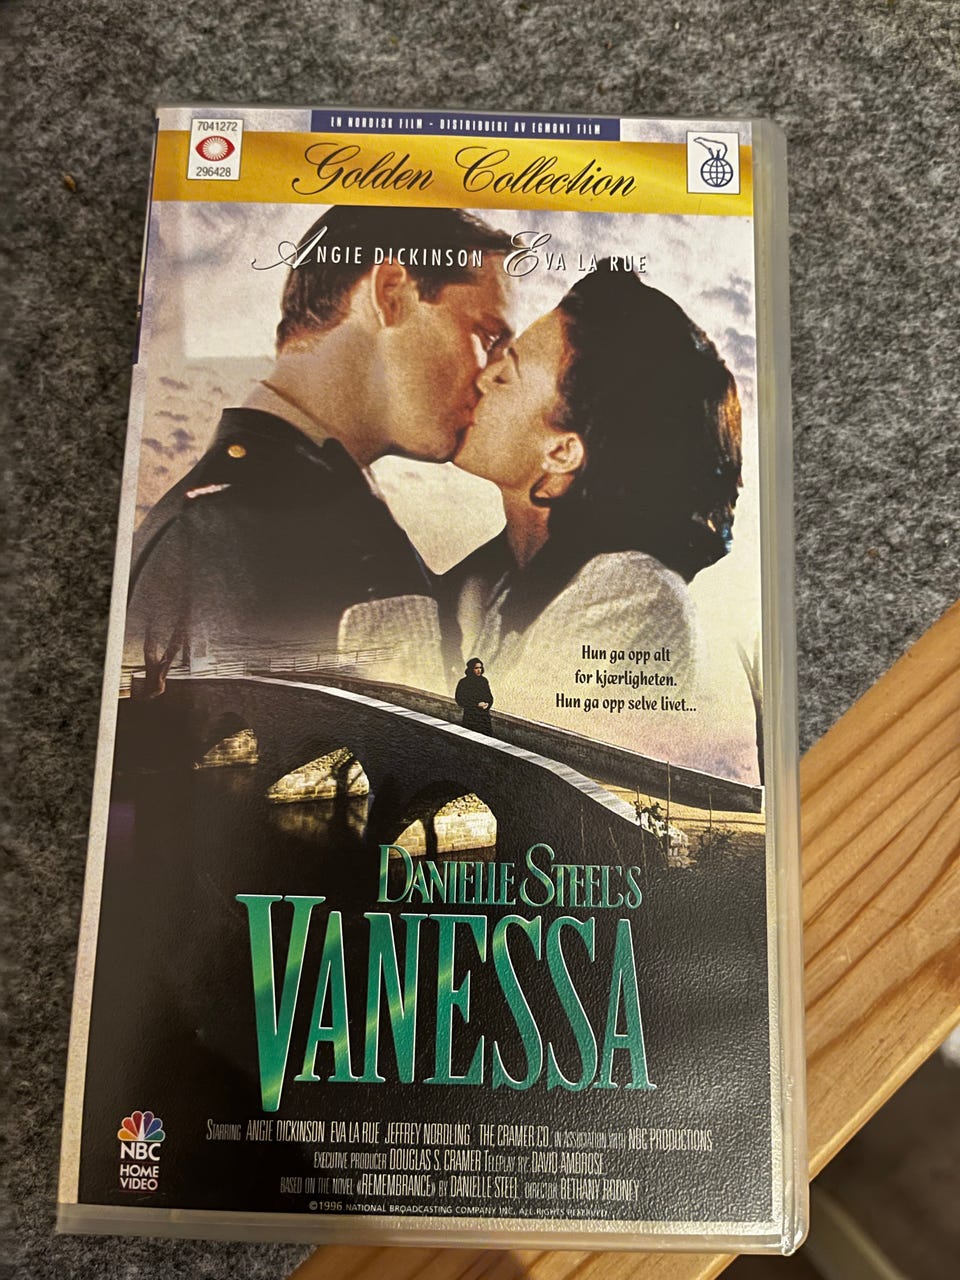 EN NORDISK FILM - DISTRIBUERT AV EGMONT FILM
7041272
296428
Golden Collection
ANGIE DICKINSON EVA LA RUE
Hun ga opp alt
for kjærligheten.
Hun ga opp selve livet...
DANIELLE STEEL'S
VANESSA
NBC
HOME
VIDEO
STARRING ANGIE DICKINSON EVA LA RUE JEFFREY NORDLING THE CRAMER CO. IN ASSOCIATION WITH NBC PRODUCTIONS
EXECUTIVE PRODUCER DOUGLAS S. CRAMER TELEPLAY BY: DAVID AMBROSE
BASED ON THE NOVEL «REMEMBRANCE» BY DANIELLE STEEL DIRECTOR BETHANY ROONEY
©1996 NATIONAL BROADCASTING COMPANY INC. ALL RIGHTS RESERVED